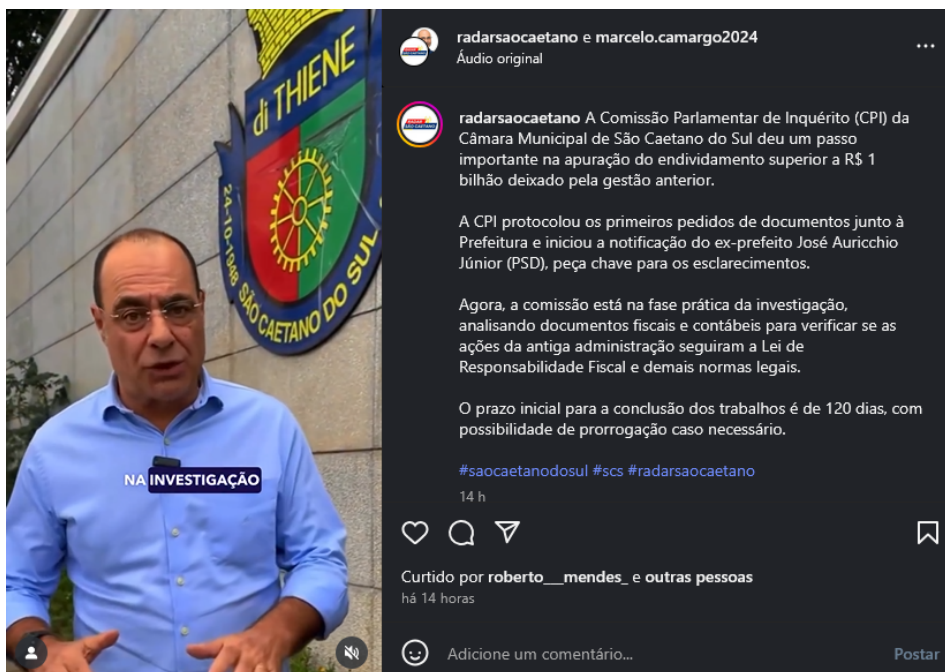 di THIENE
24-10-1948
SÃO CAETANO DO SUL
NA INVESTIGAÇÃO
radarsaocaetano e marcelo.camargo2024
Áudio original
radarsaocaetano A Comissão Parlamentar de Inquérito (CPI) da
Câmara Municipal de São Caetano do Sul deu um passo
importante na apuração do endividamento superior a R$ 1
bilhão deixado pela gestão anterior.
A CPI protocolou os primeiros pedidos de documentos junto à
Prefeitura e iniciou a notificação do ex-prefeito José Auricchio
Júnior (PSD), peça chave para os esclarecimentos.
Agora, a comissão está na fase prática da investigação,
analisando documentos fiscais e contábeis para verificar se as
ações da antiga administração seguiram a Lei de
Responsabilidade Fiscal e demais normas legais.
O prazo inicial para a conclusão dos trabalhos é de 120 dias, com
possibilidade de prorrogação caso necessário.
#saocaetanodosul #scs #radarsaocaetano
14 h
Curtido por roberto___mendes_ e outras pessoas
há 14 horas
Adicione um comentário...
Postar